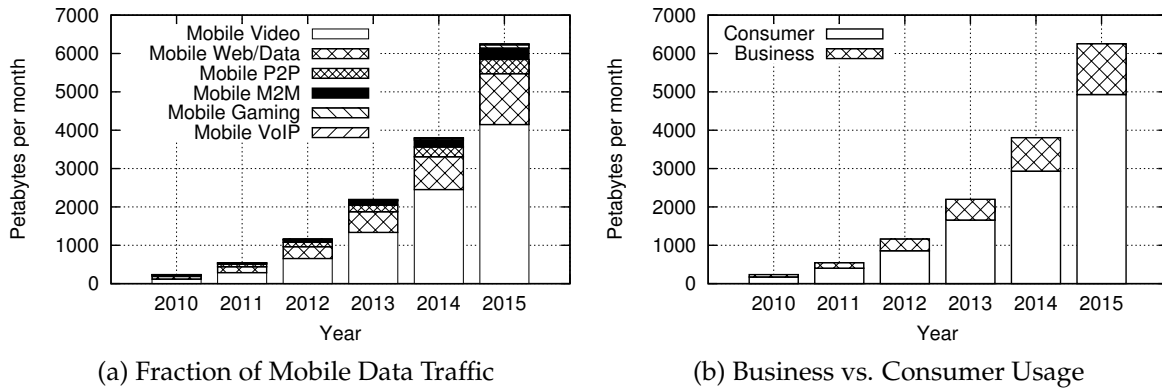 7000
6000
5000
4000
3000
2000
1000
0
Petabytes per month
Mobile Video
Mobile Web/Data
Mobile P2P
Mobile M2M
Mobile Gaming
Mobile VoIP
2010 2011 2012 2013 2014 2015
Year
(a) Fraction of Mobile Data Traffic
7000
6000
5000
4000
3000
2000
1000
0
Petabytes per month
Consumer
Business
2010 2011 2012 2013 2014 2015
Year
(b) Business vs. Consumer Usage